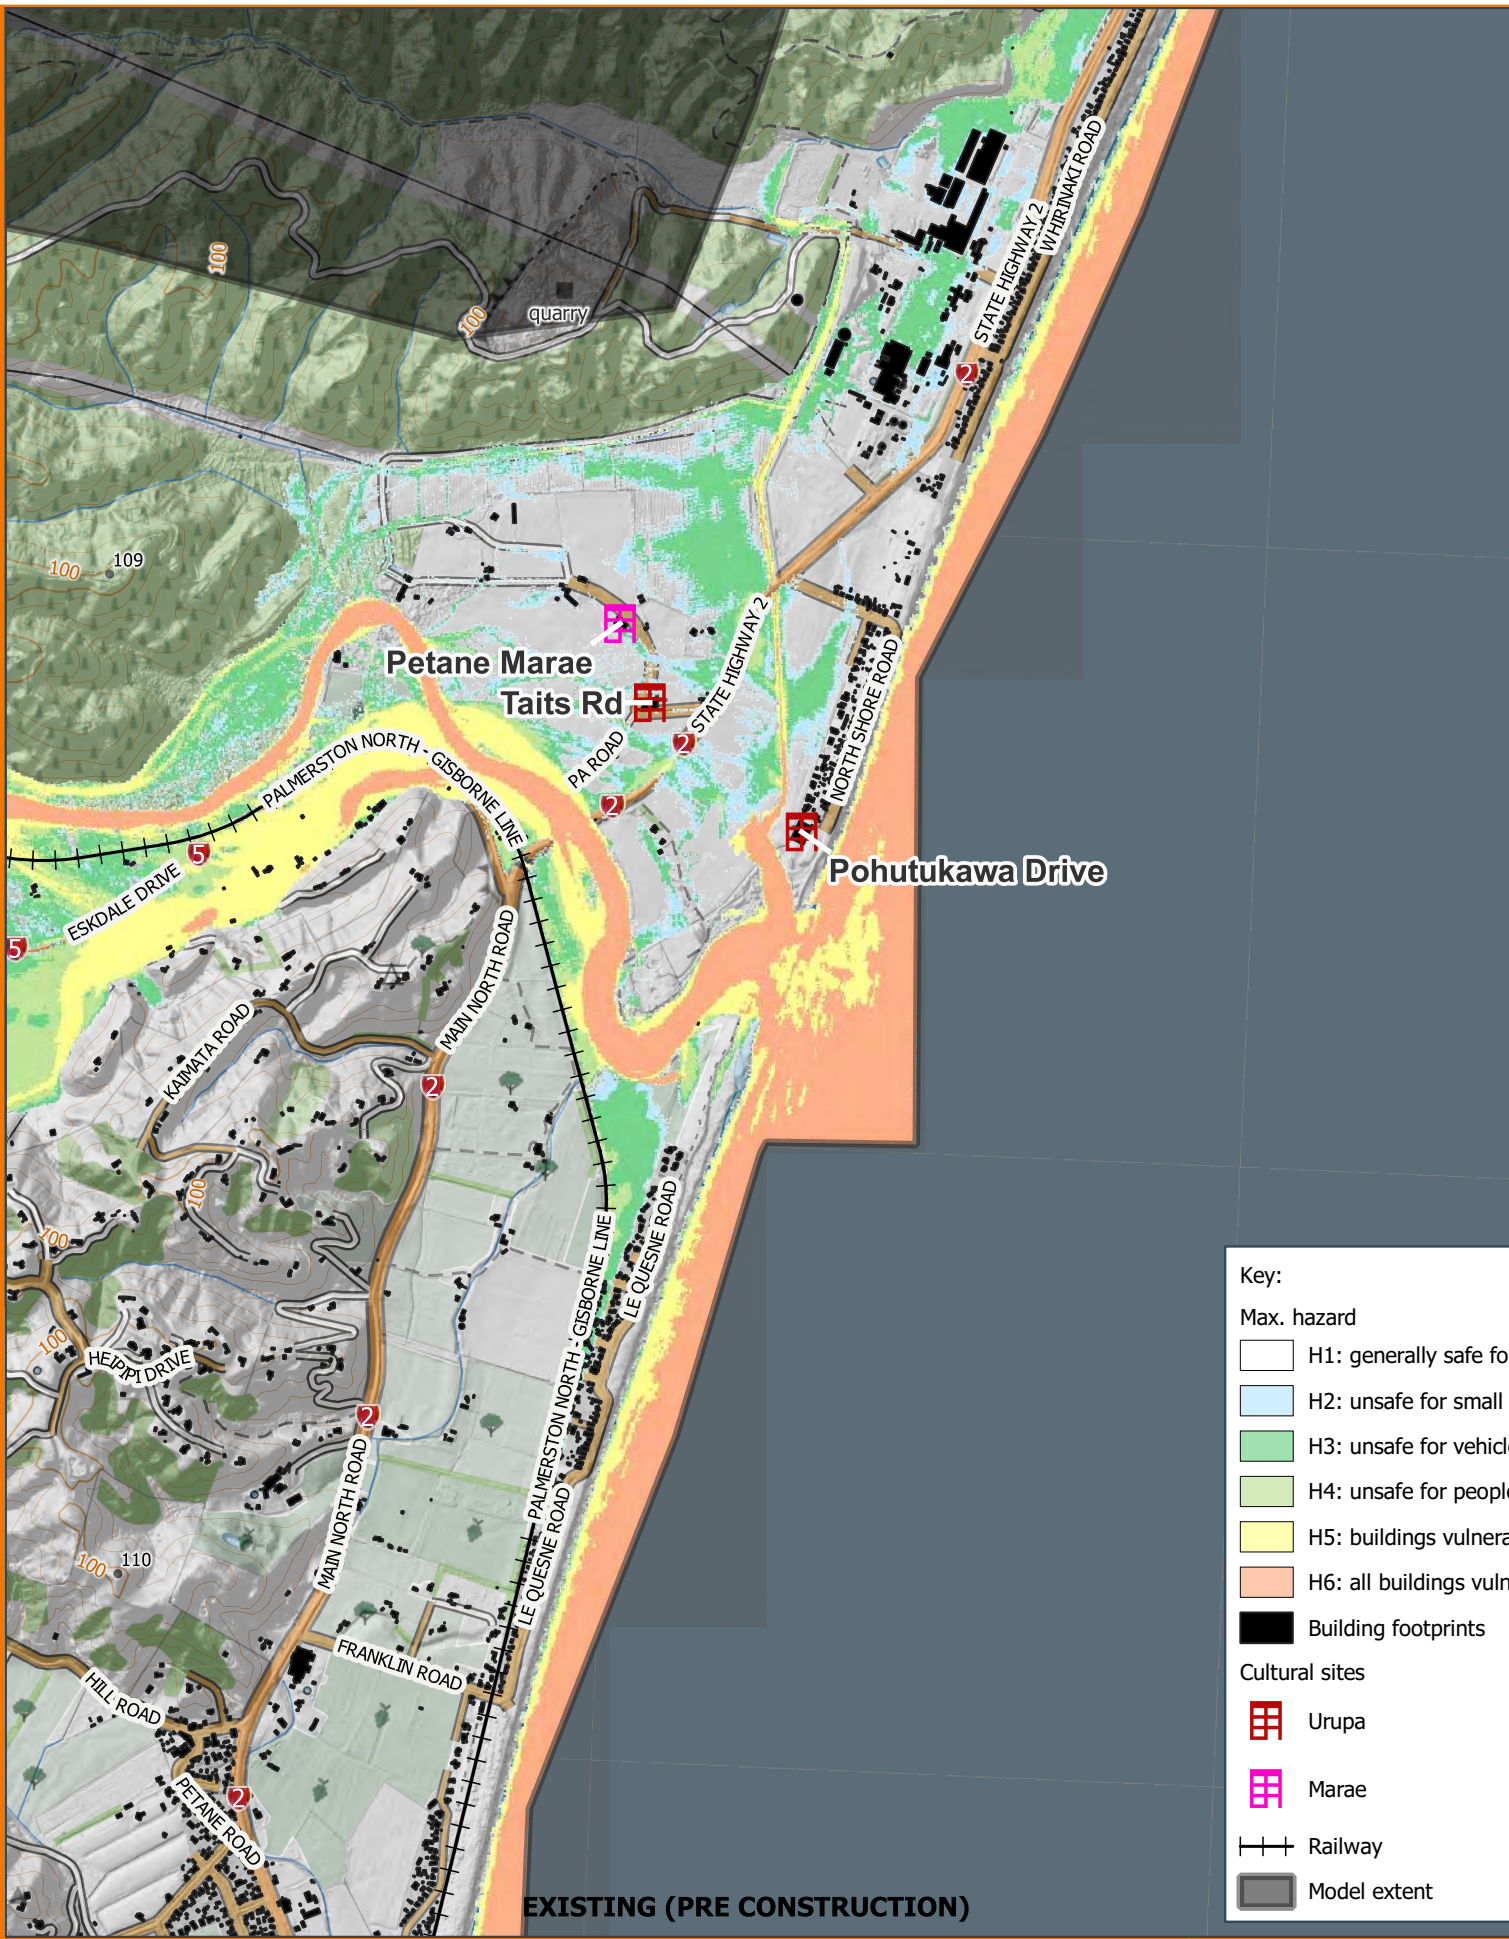 WHIRINAKI ROAD
STATE HIGHWAY 2
100
quarry
100
2
109
100
Petane Marae
Taits Rd
STATE HIGHWAY 2
NORTH SHORE ROAD
PA ROAD
2
2
PALMERSTON NORTH - GISBORNE LINE
5
ESKDALE DRIVE
5
Pohutukawa Drive
MAIN NORTH ROAD
KAIMATA ROAD
2
100
100
LE QUESNE ROAD
PALMERSTON NORTH - GISBORNE LINE
100
HEIPIPI DRIVE
2
MAIN NORTH ROAD
LE QUESNE ROAD
100
110
FRANKLIN ROAD
HILL ROAD
PETANE ROAD
2
EXISTING (PRE CONSTRUCTION)
Key:
Max. hazard
H1: generally safe fo
H2: unsafe for small
H3: unsafe for vehicl
H4: unsafe for people
H5: buildings vulnera
H6: all buildings vuln
Building footprints
Cultural sites
Urupa
Marae
Railway
Model extent